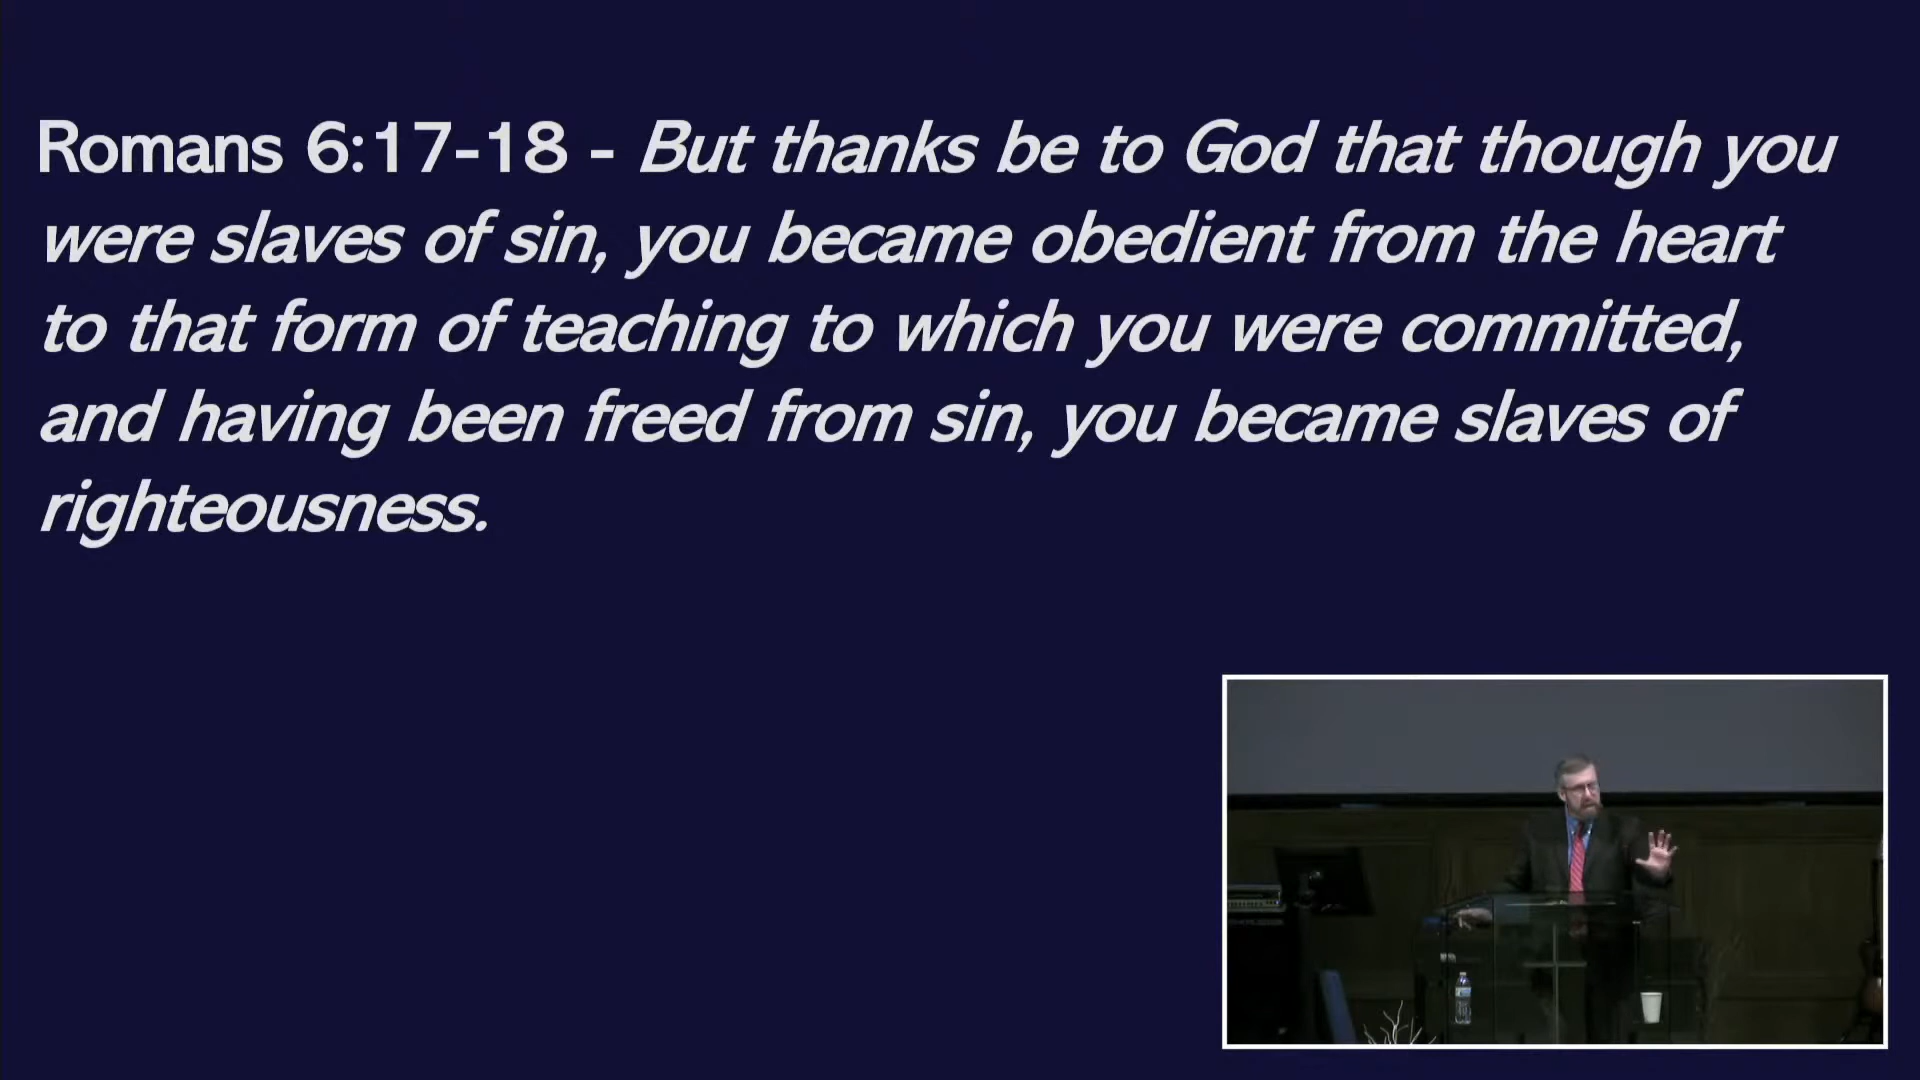 Romans 6:17-18 - But thanks be to God that though you
were slaves of sin, you became obedient from the heart
to that form of teaching to which you were committed,
and having been freed from sin, you became slaves of
righteousness.